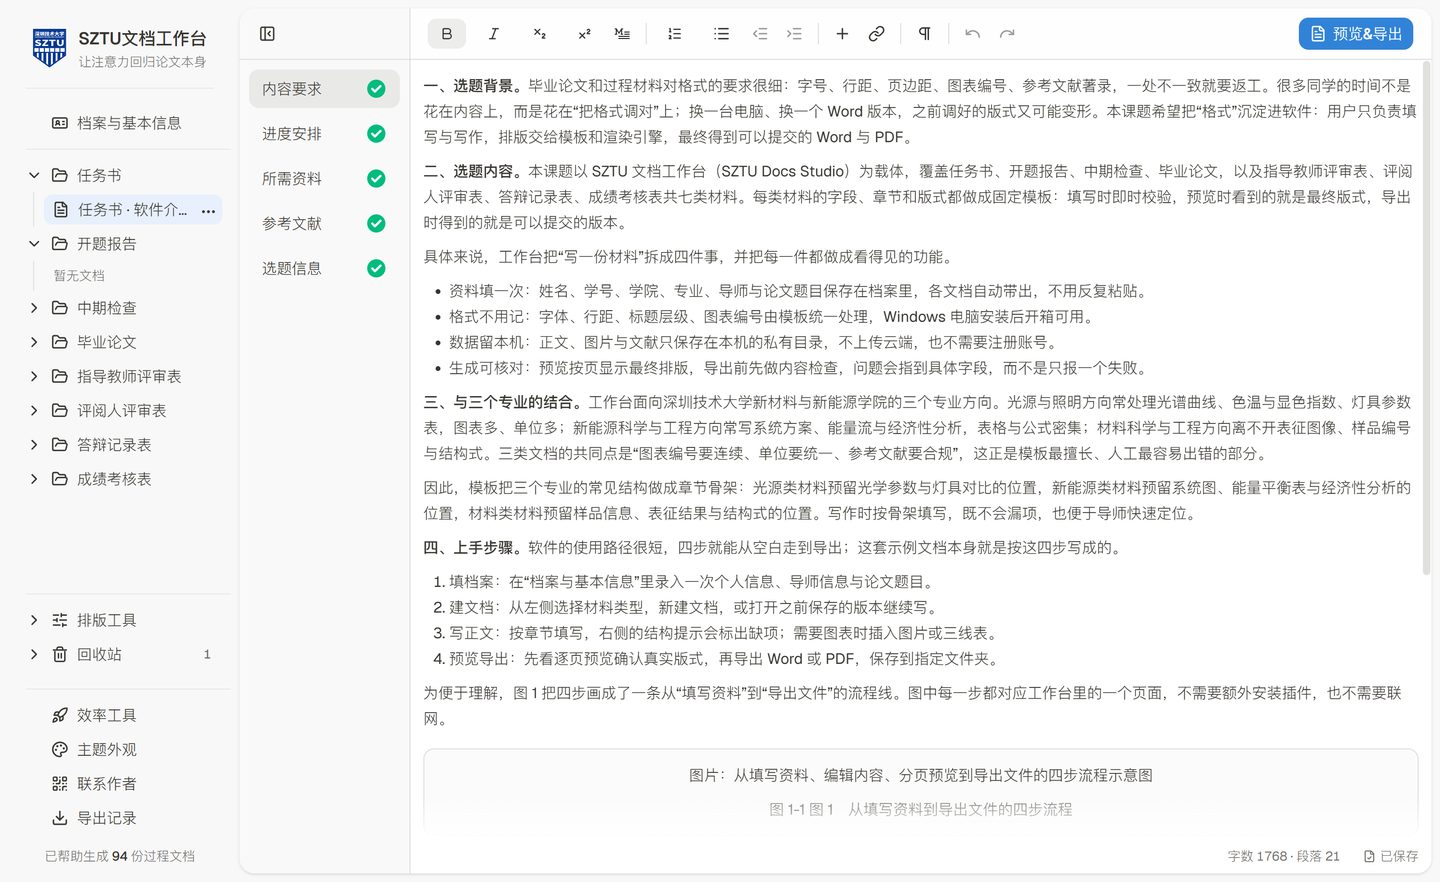 深圳技术大学
SZTU
SZTU文档工作台
让注意力回归论文本身
档案与基本信息
任务书
任务书 · 软件介...
开题报告
暂无文档
中期检查
毕业论文
指导教师评审表
评阅人评审表
答辩记录表
成绩考核表
排版工具
回收站 1
效率工具
主题外观
联系作者
导出记录
已帮助生成 94 份过程文档
内容要求
进度安排
所需资料
参考文献
选题信息
预览&导出
一、选题背景。毕业论文和过程材料对格式的要求很细：字号、行距、页边距、图表编号、参考文献著录，一处不一致就要返工。很多同学的时间不是
花在内容上，而是花在“把格式调对”上；换一台电脑、换一个 Word 版本，之前调好的版式又可能变形。本课题希望把“格式”沉淀进软件：用户只负责填
写与写作，排版交给模板和渲染引擎，最终得到可以提交的 Word 与 PDF。
二、选题内容。本课题以 SZTU 文档工作台（SZTU Docs Studio）为载体，覆盖任务书、开题报告、中期检查、毕业论文，以及指导教师评审表、评阅
人评审表、答辩记录表、成绩考核表共七类材料。每类材料的字段、章节和版式都做成固定模板：填写时即时校验，预览时看到的就是最终版式，导出
时得到的就是可以提交的版本。
具体来说，工作台把“写一份材料”拆成四件事，并把每一件都做成看得见的功能。
• 资料填一次：姓名、学号、学院、专业、导师与论文题目保存在档案里，各文档自动带出，不用反复粘贴。
• 格式不用记：字体、行距、标题层级、图表编号由模板统一处理，Windows 电脑安装后开箱可用。
• 数据留本机：正文、图片与文献只保存在本机的私有目录，不上传云端，也不需要注册账号。
• 生成可核对：预览按页显示最终排版，导出前先做内容检查，问题会指到具体字段，而不是只报一个失败。
三、与三个专业的结合。工作台面向深圳技术大学新材料与新能源学院的三个专业方向。光源与照明方向常处理光谱曲线、色温与显色指数、灯具参数
表，图表多、单位多；新能源科学与工程方向常写系统方案、能量流与经济性分析，表格与公式密集；材料科学与工程方向离不开表征图像、样品编号
与结构式。三类文档的共同点是“图表编号要连续、单位要统一、参考文献要合规”，这正是模板最擅长、人工最容易出错的部分。
因此，模板把三个专业的常见结构做成章节骨架：光源类材料预留光学参数与灯具对比的位置，新能源类材料预留系统图、能量平衡表与经济性分析的
位置，材料类材料预留样品信息、表征结果与结构式的位置。写作时按骨架填写，既不会漏项，也便于导师快速定位。
四、上手步骤。软件的使用路径很短，四步就能从空白走到导出；这套示例文档本身就是按这四步写成的。
1. 填档案：在“档案与基本信息”里录入一次个人信息、导师信息与论文题目。
2. 建文档：从左侧选择材料类型，新建文档，或打开之前保存的版本继续写。
3. 写正文：按章节填写，右侧的结构提示会标出缺项；需要图表时插入图片或三线表。
4. 预览导出：先看逐页预览确认真实版式，再导出 Word 或 PDF，保存到指定文件夹。
为便于理解，图 1 把四步画成了一条从“填写资料”到“导出文件”的流程线。图中每一步都对应工作台里的一个页面，不需要额外安装插件，也不需要联
网。
图片：从填写资料、编辑内容、分页预览到导出文件的四步流程示意图
图 1-1 图 1 从填写资料到导出文件的四步流程
字数 1768 · 段落 21 已保存